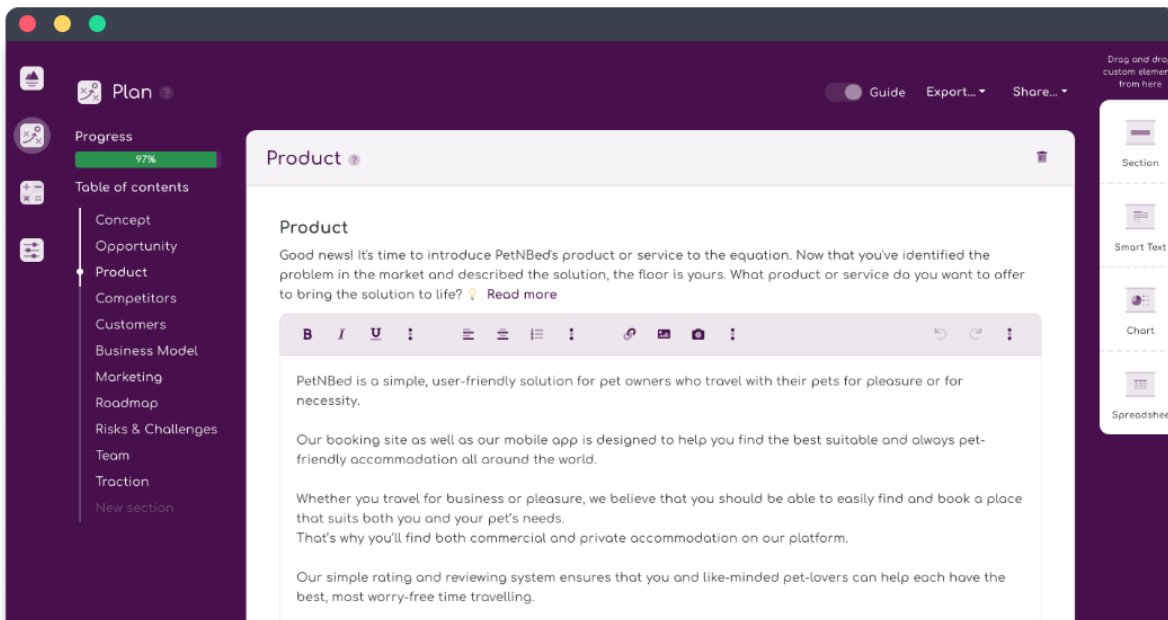 Drag and dro
custom elemen
from here
Plan
Guide
Export...
Share...
Progress
97%
Table of contents
Concept
Opportunity
Product
Competitors
Customers
Business Model
Marketing
Roadmap
Risks & Challenges
Team
Traction
New section
Product
Product
Good news! It's time to introduce PetNBed's product or service to the equation. Now that you've identified the
problem in the market and described the solution, the floor is yours. What product or service do you want to offer
to bring the solution to life? 💡 Read more
B I U
PetNBed is a simple, user-friendly solution for pet owners who travel with their pets for pleasure or for
necessity.
Our booking site as well as our mobile app is designed to help you find the best suitable and always pet-
friendly accommodation all around the world.
Whether you travel for business or pleasure, we believe that you should be able to easily find and book a place
that suits both you and your pet's needs.
That's why you'll find both commercial and private accommodation on our platform.
Our simple rating and reviewing system ensures that you and like-minded pet-lovers can help each have the
best, most worry-free time travelling.
Section
Smart Text
Chart
Spreadshee